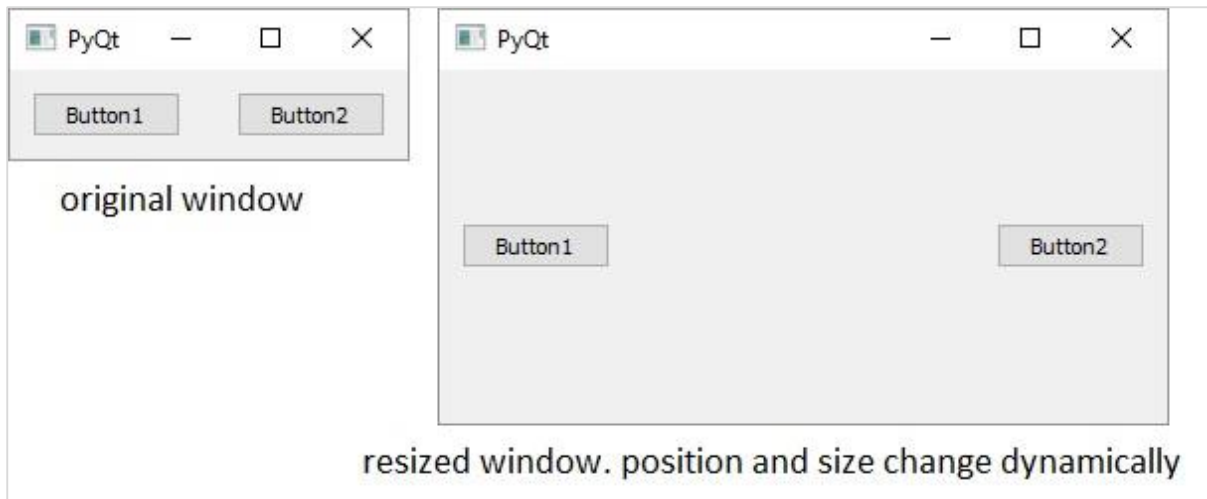 PyQt
Button1 Button2
original window
PyQt
Button1 Button2
resized window. position and size change dynamically